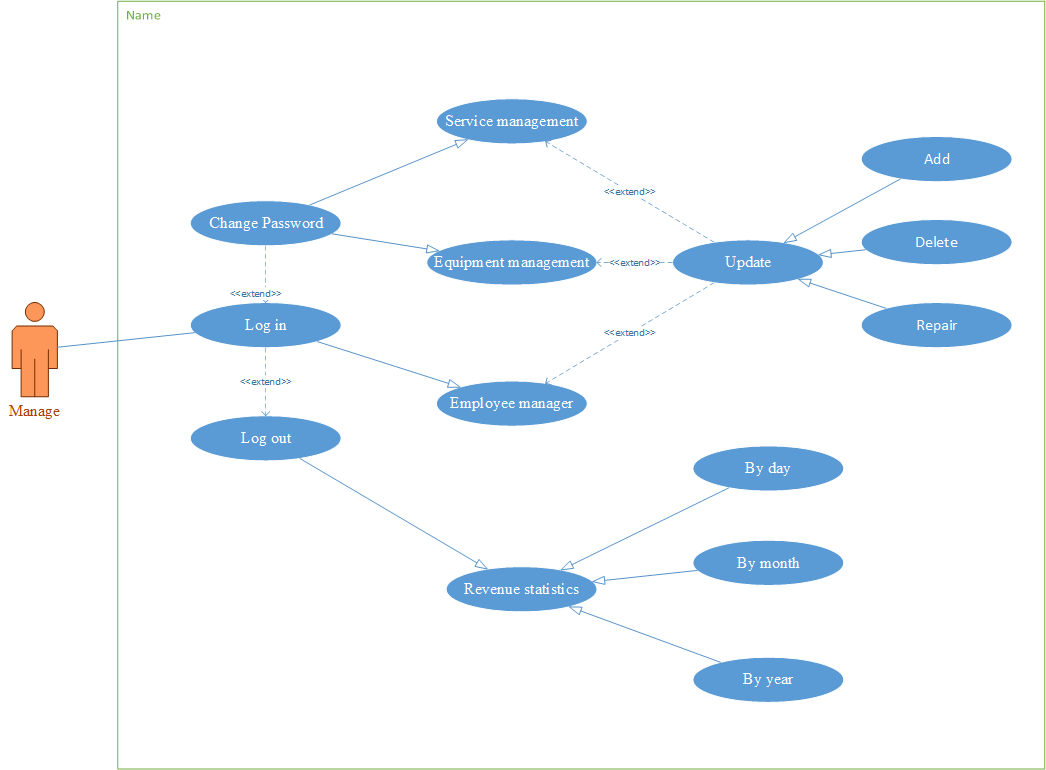 Name
Service management
Add
<<extend>>
Change Password
Delete
Equipment management
<<extend>>
Update
<<extend>>
Log in
Repair
<<extend>>
<<extend>>
Manage
Employee manager
Log out
By day
By month
Revenue statistics
By year